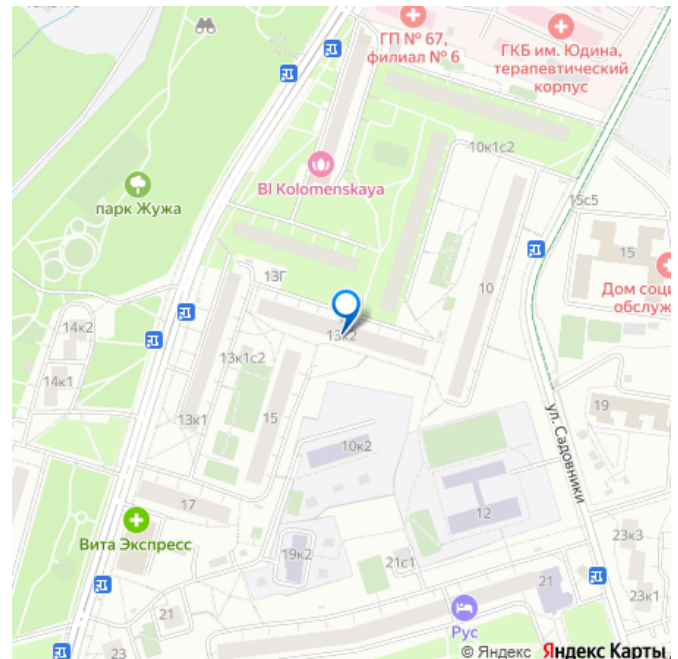 ГП № 67,
филиал № 6
ГКБ им. Юдина,
терапевтический
корпус
10к1с2
BI Kolomenskaya
парк Жужа
15с5
15
13Г
10
Дом соци
обслуж
14к2
13к2
13к1с2
14к1
13к1
15
19
ул. Садовники
10к2
17
12
Вита Экспресс
23к3
19к2
21с1
21
23к1
21
Рус
23
© Яндекс Яндекс Карты